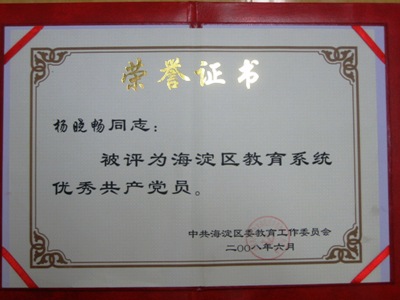 荣誉证书
杨晓畅同志：
被评为海淀区教育系统
优秀共产党员。
中共海淀区委教育工作委员会
二〇〇八年六月